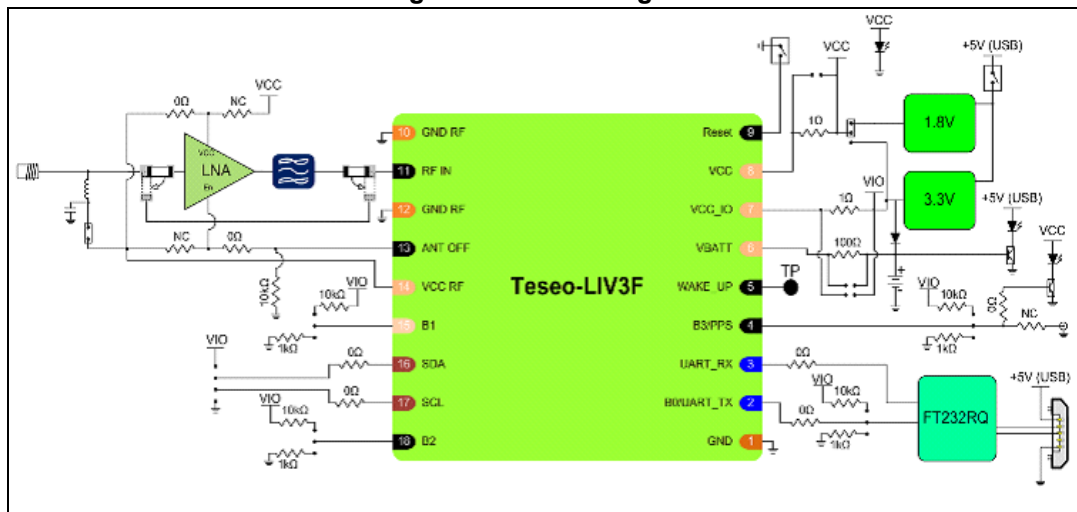 VCC
+5V (USB)
VCC
VCC
0Ω
NC
1.8V
10 GND RF
Reset 9
1Ω
VCC
LNA
En
11 RF IN
VCC 8
VIO
12 GND RF
VCC_IO 7
1Ω
3.3V
+5V (USB)
NC
0Ω
13 ANT OFF
VBATT 6
100Ω
VCC
10kΩ
VIO
10kΩ
14 VCC RF
Teseo-LIV3F
WAKE_UP 5
TP
VIO
10kΩ
0Ω
NC
15 B1
B3/PPS 4
1kΩ
1kΩ
VIO
0Ω
16 SDA
UART_RX 3
0Ω
VIO
10kΩ
+5V (USB)
VIO
10kΩ
0Ω
17 SCL
B0/UART_TX 2
0Ω
FT232RQ
1kΩ
18 B2
GND 1
1kΩ